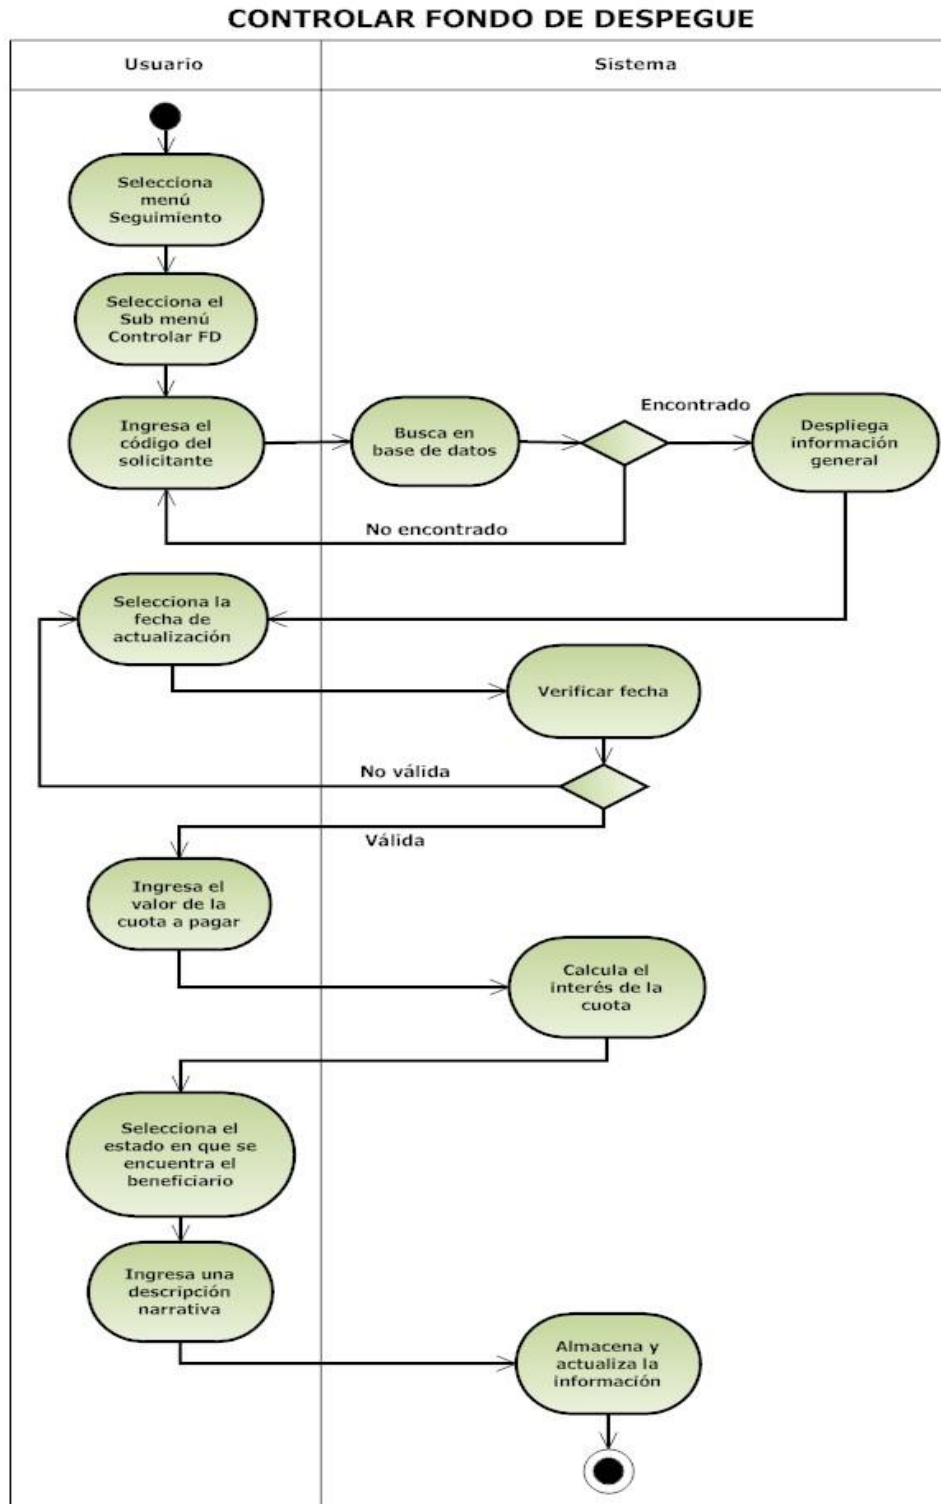 CONTROLAR FONDO DE DESPEGUE
Usuario
Sistema
Selecciona
menú
Seguimiento
Selecciona el
Sub menú
Controlar FD
Ingresa el
código del
solicitante
Busca en
base de datos
Encontrado
Despliega
información
general
No encontrado
Selecciona la
fecha de
actualización
Verificar fecha
No válida
Válida
Ingresa el
valor de la
cuota a pagar
Calcula el
interés de la
cuota
Selecciona el
estado en que se
encuentra el
beneficiario
Ingresa una
descripción
narrativa
Almacena y
actualiza la
información